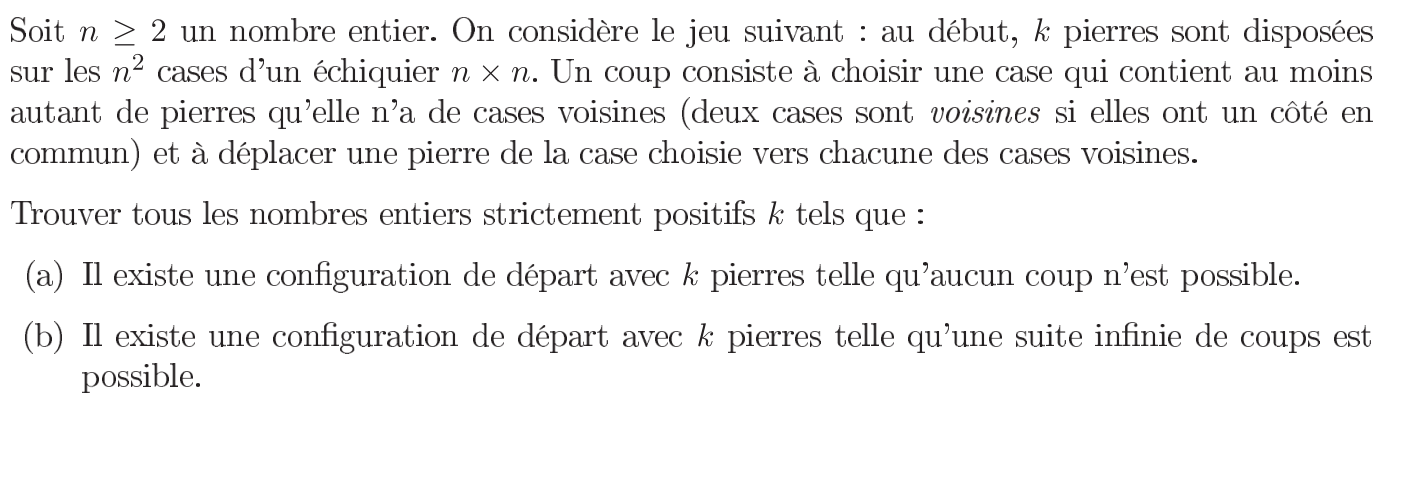 Soit n ≥ 2 un nombre entier. On considère le jeu suivant : au début, k pierres sont disposées
sur les n² cases d'un échiquier n × n. Un coup consiste à choisir une case qui contient au moins
autant de pierres qu'elle n'a de cases voisines (deux cases sont voisines si elles ont un côté en
commun) et à déplacer une pierre de la case choisie vers chacune des cases voisines.
Trouver tous les nombres entiers strictement positifs k tels que :
(a) Il existe une configuration de départ avec k pierres telle qu'aucun coup n'est possible.
(b) Il existe une configuration de départ avec k pierres telle qu'une suite infinie de coups est
possible.